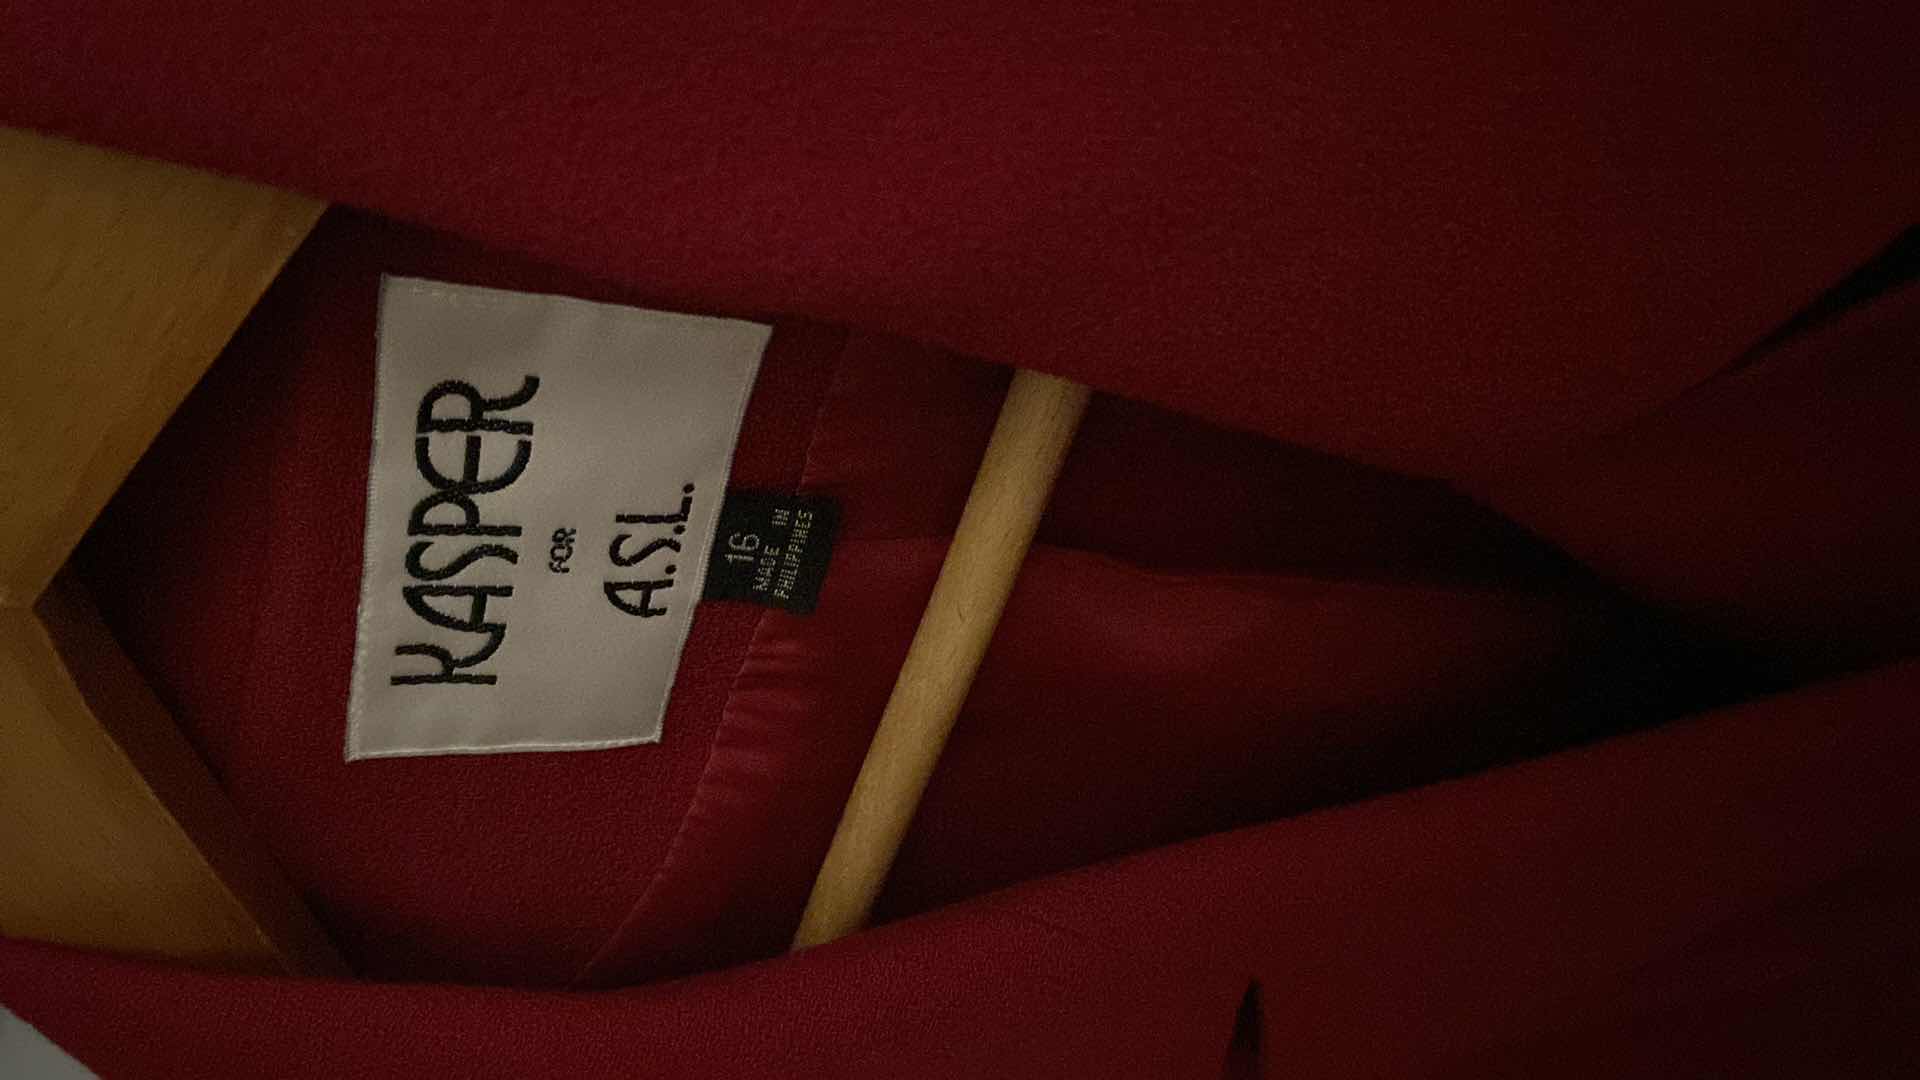 KASPER
FOR
A.S.L.
16
MADE IN
PHILIPPINES